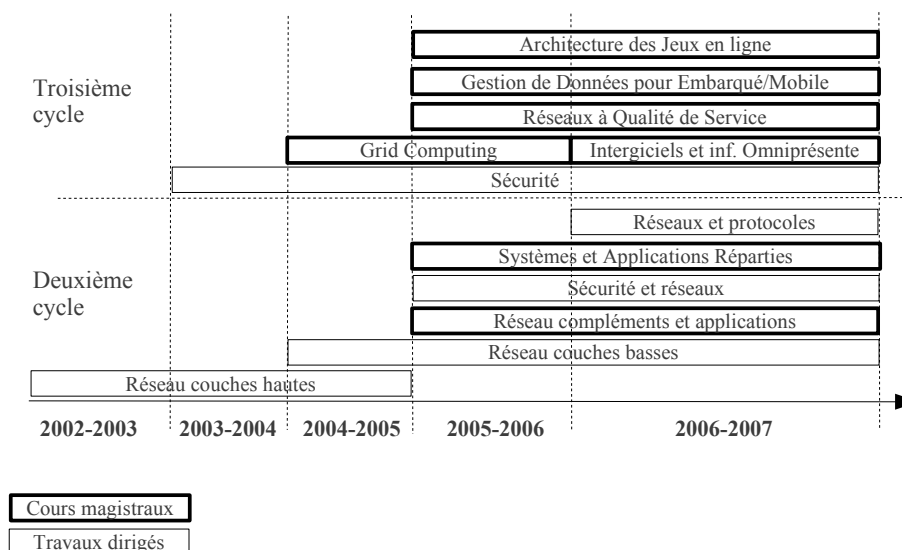 Architecture des Jeux en ligne
Troisième
cycle
Gestion de Données pour Embarqué/Mobile
Réseaux à Qualité de Service
Grid Computing
Intergiciels et inf. Omniprésente
Sécurité
Réseaux et protocoles
Deuxième
cycle
Systèmes et Applications Réparties
Sécurité et réseaux
Réseau compléments et applications
Réseau couches basses
Réseau couches hautes
2002-2003 2003-2004 2004-2005 2005-2006 2006-2007
Cours magistraux
Travaux dirigés